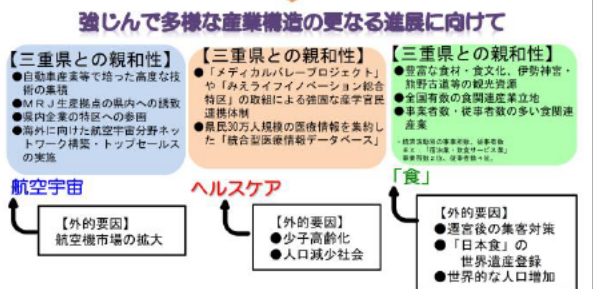 強じんで多様な産業構造の更なる進展に向けて
【三重県との親和性】
●自動車産業等で培った高度な技
術の集積
●MRJ生産拠点の県内への誘致
●県内企業の特区への参画
●海外に向けた航空宇宙分野ネッ
トワーク構築・トップセールス
の実施
航空宇宙
【外的要因】
航空機市場の拡大
【三重県との親和性】
●「メディカルバレープロジェクト」
や「みえライフイノベーション総合
特区」の取組による強固な産学官民
連携体制
●県民30万人規模の医療情報を集約し
た「統合型医療情報データベース」
ヘルスケア
【外的要因】
●少子高齢化
●人口減少社会
【三重県との親和性】
●豊富な食材・食文化、伊勢神宮・
熊野古道等の観光資源
●全国有数の食関連産業立地
●事業者数・従事者数の多い食関連
産業
「食」
【外的要因】
●遷宮後の集客対策
●「日本食」の
世界遺産登録
●世界的な人口増加